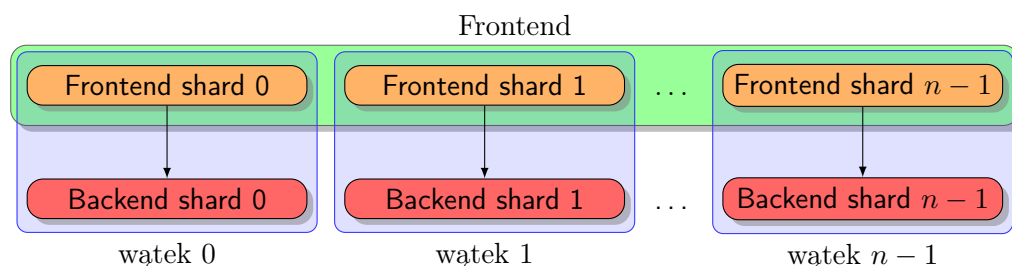 Frontend
Frontend shard 0 Frontend shard 1 ... Frontend shard n − 1
Backend shard 0 Backend shard 1 ... Backend shard n − 1
wątek 0 wątek 1 wątek n − 1